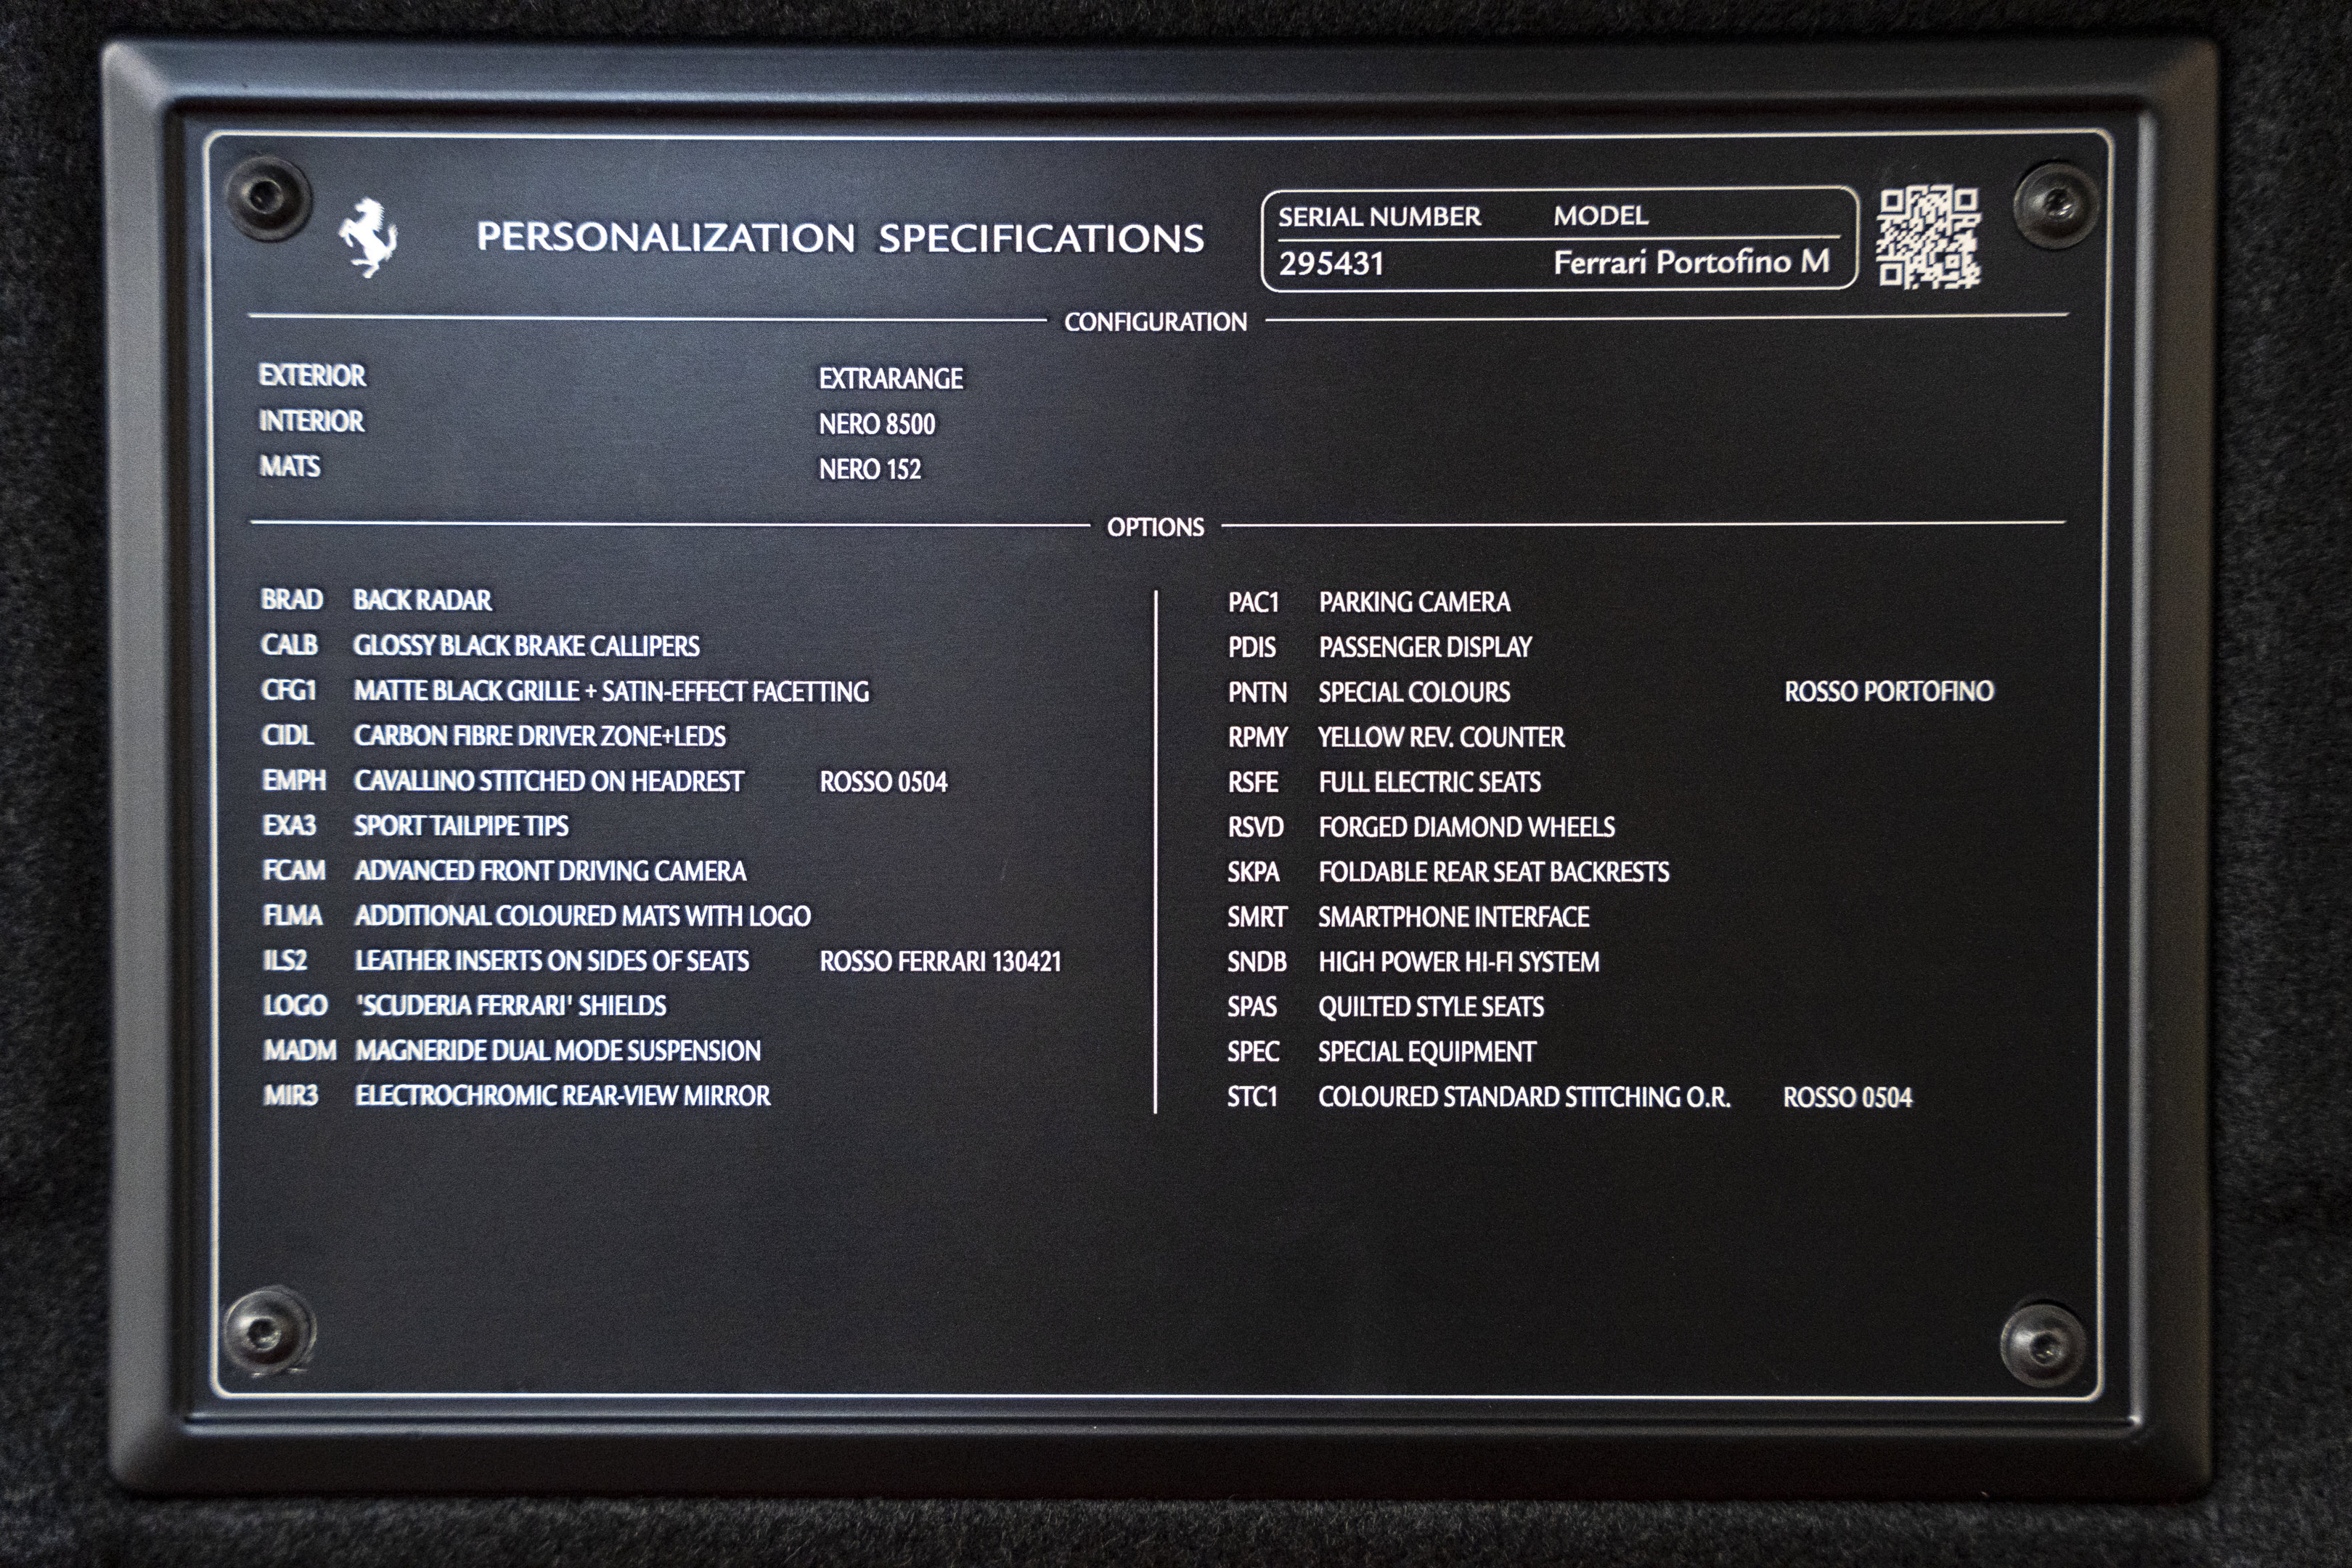 PERSONALIZATION SPECIFICATIONS
SERIAL NUMBER MODEL
295431 Ferrari Portofino M
CONFIGURATION
EXTERIOR EXTRARANGE
INTERIOR NERO 8500
MATS NERO 152
OPTIONS
BRAD BACK RADAR
CALB GLOSSY BLACK BRAKE CALLIPERS
CFG1 MATTE BLACK GRILLE + SATIN-EFFECT FACETTING
CIDL CARBON FIBRE DRIVER ZONE+LEDS
EMPH CAVALLINO STITCHED ON HEADREST ROSSO 0504
EXA3 SPORT TAILPIPE TIPS
FCAM ADVANCED FRONT DRIVING CAMERA
FLMA ADDITIONAL COLOURED MATS WITH LOGO
ILS2 LEATHER INSERTS ON SIDES OF SEATS ROSSO FERRARI 130421
LOGO 'SCUDERIA FERRARI' SHIELDS
MADM MAGNERIDE DUAL MODE SUSPENSION
MIR3 ELECTROCHROMIC REAR-VIEW MIRROR
PAC1 PARKING CAMERA
PDIS PASSENGER DISPLAY
PNTN SPECIAL COLOURS ROSSO PORTOFINO
RPMY YELLOW REV. COUNTER
RSFE FULL ELECTRIC SEATS
RSVD FORGED DIAMOND WHEELS
SKPA FOLDABLE REAR SEAT BACKRESTS
SMRT SMARTPHONE INTERFACE
SNDB HIGH POWER HI-FI SYSTEM
SPAS QUILTED STYLE SEATS
SPEC SPECIAL EQUIPMENT
STC1 COLOURED STANDARD STITCHING O.R. ROSSO 0504